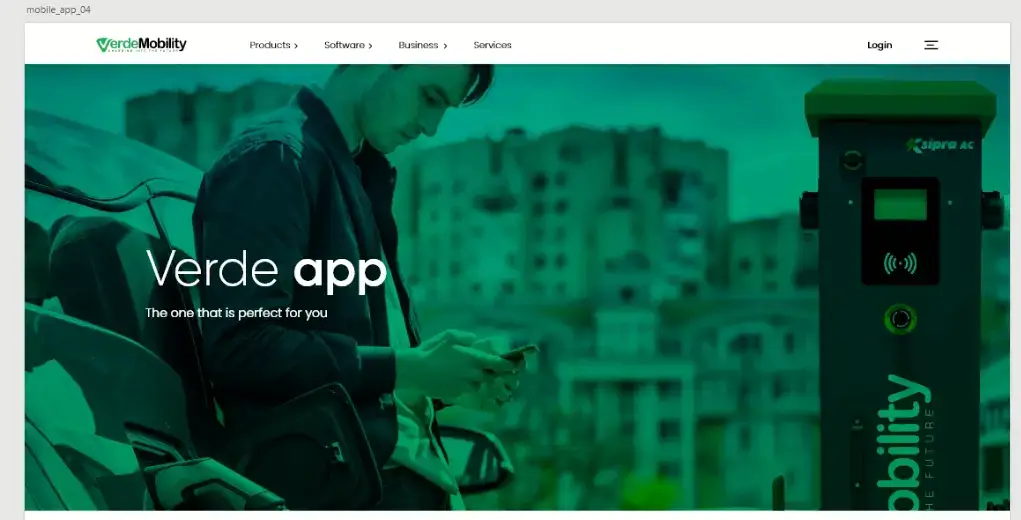 mobile_app_04
VerdeMobility
Products >
Software >
Business >
Services
Login
Verde app
The one that is perfect for you
Ksipra AC
obility
HE FUTURE